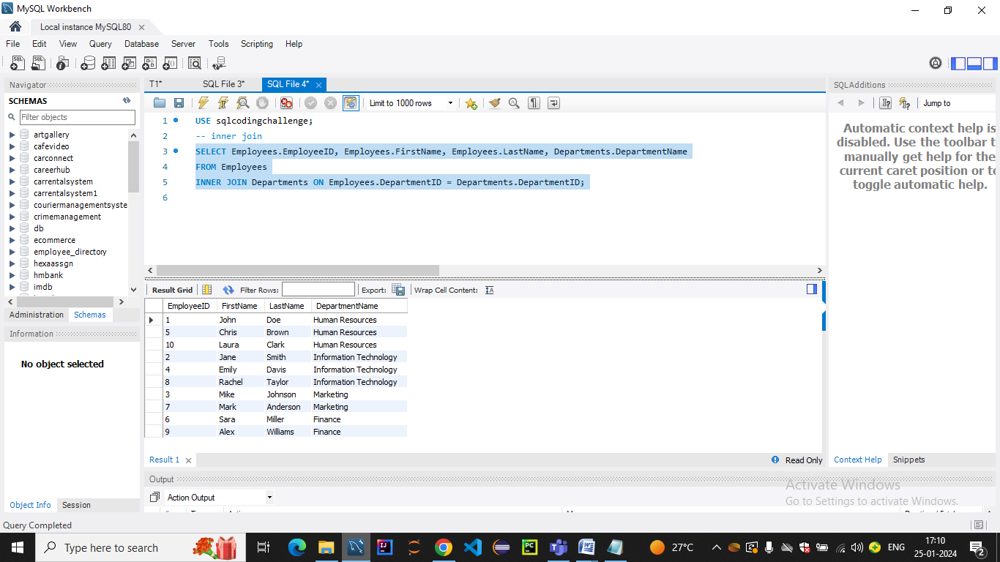 MySQL Workbench
Local instance MySQL80
File Edit View Query Database Server Tools Scripting Help
Navigator
SCHEMAS
Filter objects
artgallery
cafevideo
carconnect
careerhub
carrentalsystem
carrentalsystem1
couriermanagementsyste
crimemanagement
db
ecommerce
employee_directory
hexaassgn
hmbank
imdb
Administration Schemas
Information
No object selected
Object Info Session
T1* SQL File 3* SQL File 4*
Limit to 1000 rows
1 USE sqlcodingchallenge;
2 -- inner join
3 SELECT Employees.EmployeeID, Employees.FirstName, Employees.LastName, Departments.DepartmentName
4 FROM Employees
5 INNER JOIN Departments ON Employees.DepartmentID = Departments.DepartmentID;
6
Result Grid Filter Rows: Export: Wrap Cell Content:
EmployeeID FirstName LastName DepartmentName
1 John Doe Human Resources
5 Chris Brown Human Resources
10 Laura Clark Human Resources
2 Jane Smith Information Technology
4 Emily Davis Information Technology
8 Rachel Taylor Information Technology
3 Mike Johnson Marketing
7 Mark Anderson Marketing
6 Sara Miller Finance
9 Alex Williams Finance
Result 1
Read Only
Output
Action Output
SQLAdditions
Jump to
Automatic context help is
disabled. Use the toolbar t
manually get help for the
current caret position or to
toggle automatic help.
Context Help Snippets
Activate Windows
Go to Settings to activate Windows.
Query Completed
Type here to search
27°C
ENG
17:10
25-01-2024
2